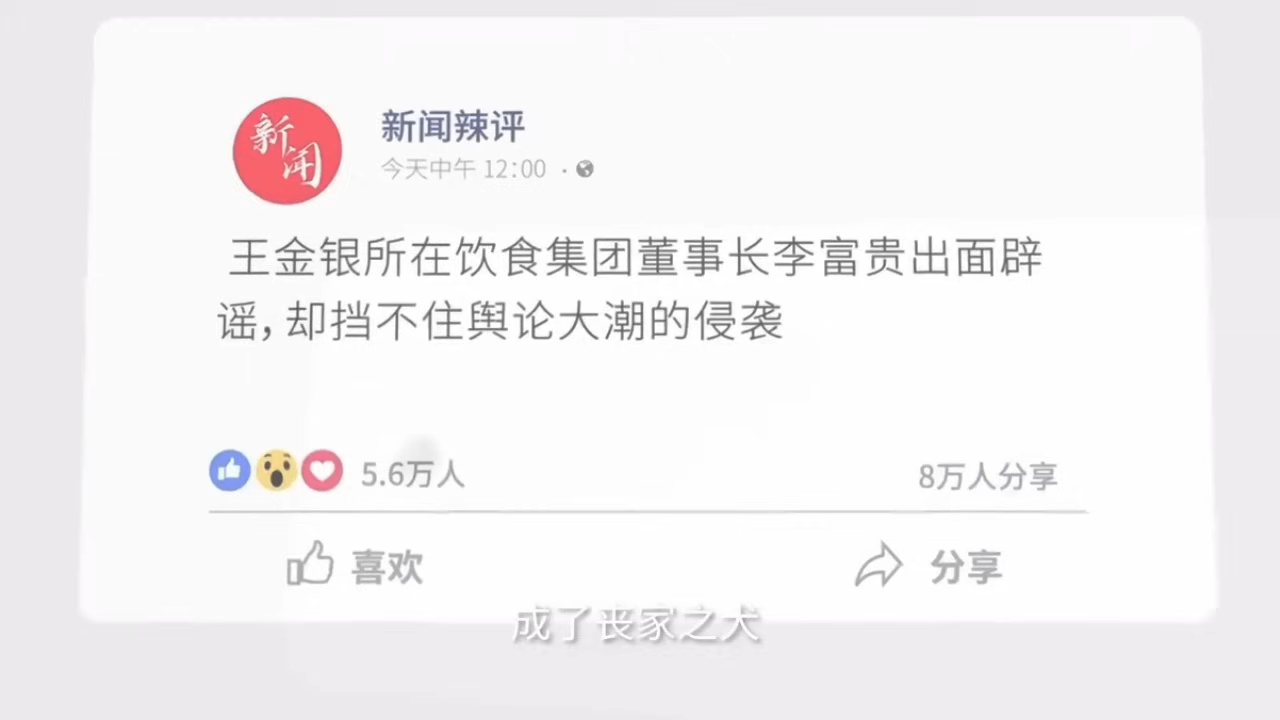 新闻
新闻辣评
今天中午 12:00
王金银所在饮食集团董事长李富贵出面辟
谣,却挡不住舆论大潮的侵袭
5.6万人
8万人分享
喜欢
分享
成了丧家之犬